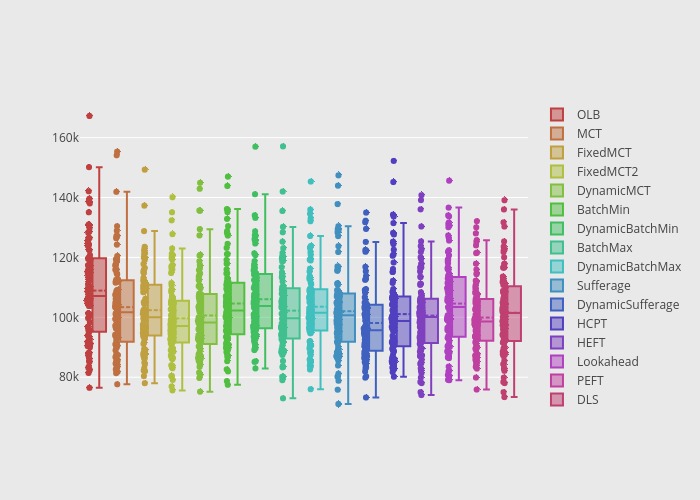 160k
140k
120k
100k
80k
OLB
MCT
FixedMCT
FixedMCT2
DynamicMCT
BatchMin
DynamicBatchMin
BatchMax
DynamicBatchMax
Sufferage
DynamicSufferage
HCPT
HEFT
Lookahead
PEFT
DLS